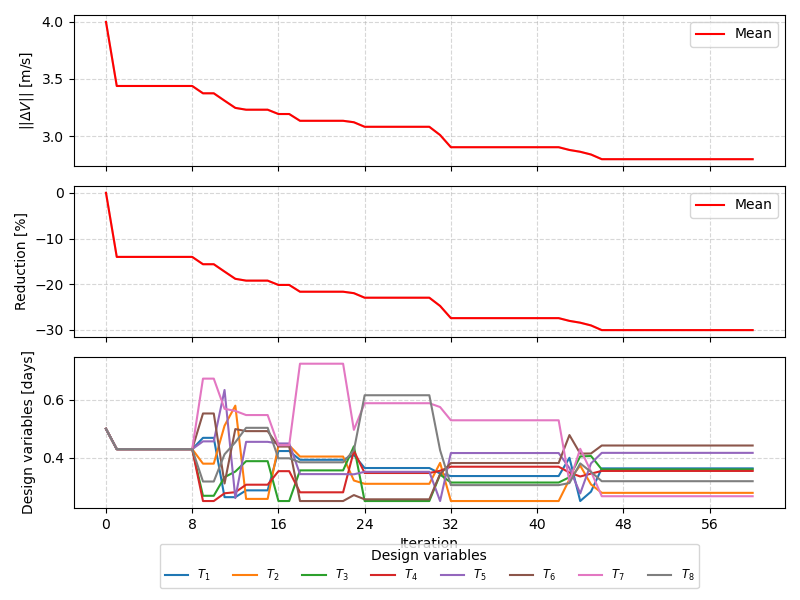 4.0
3.5
3.0
||ΔV|| [m/s]
Mean
0
−10
−20
−30
Reduction [%]
Mean
0.6
0.4
Design variables [days]
0 8 16 24 32 40 48 56
Iteration
Design variables
T1 T2 T3 T4 T5 T6 T7 T8